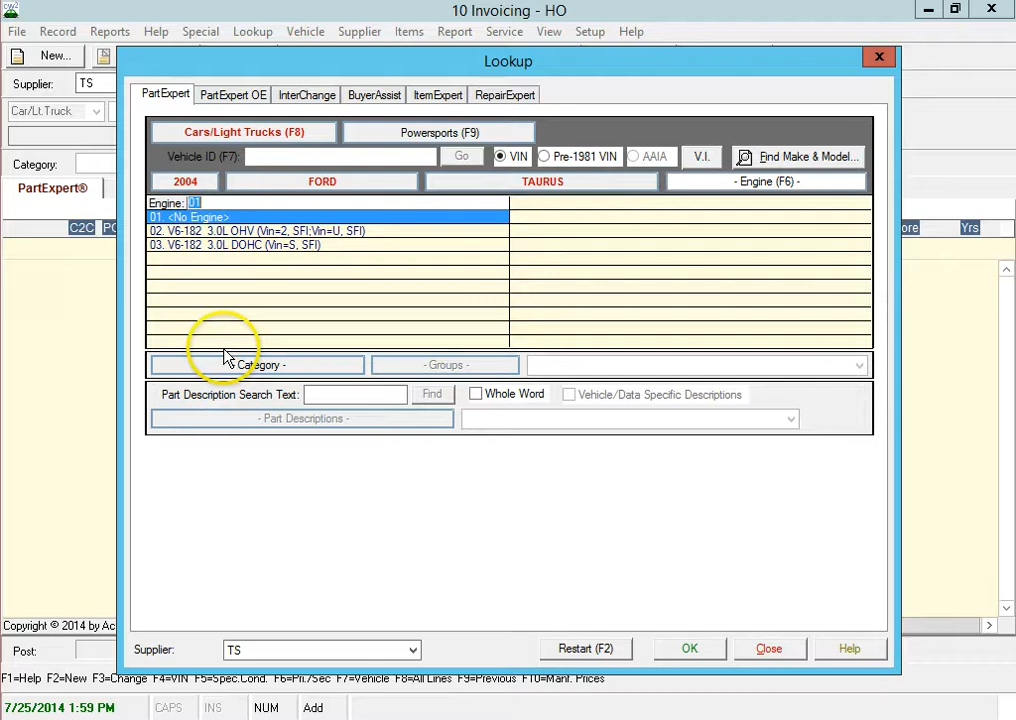 cw2
10 Invoicing - HO
File Record Reports Help Special Lookup Vehicle Supplier Items Report Service View Setup Help
New...
Lookup
Supplier: TS
PartExpert PartExpert OE InterChange BuyerAssist ItemExpert RepairExpert
Car/Lt.Truck
Cars/Light Trucks (F8) Powersports (F9)
Category:
Vehicle ID (F7): Go VIN Pre-1981 VIN AAIA V.I. Find Make & Model...
PartExpert®
2004 FORD TAURUS - Engine (F6) -
Engine: 01
01. <No Engine>
C2C Yrs
02. V6-182 3.0L OHV (Vin=2, SFI;Vin=U, SFI)
03. V6-182 3.0L DOHC (Vin=S, SFI)
- Category - - Groups -
Part Description Search Text: Find Whole Word Vehicle/Data Specific Descriptions
- Part Descriptions -
Copyright © 2014 by
Post:
Supplier: TS Restart (F2) OK Close Help
F1=Help F2=New F3=Change F4=VIN F5=Spec.Cond. F6=Pri./Sec F7=Vehicle F8=All Lines F9=Previous F10=Manf. Prices
7/25/2014 1:59 PM CAPS INS NUM Add